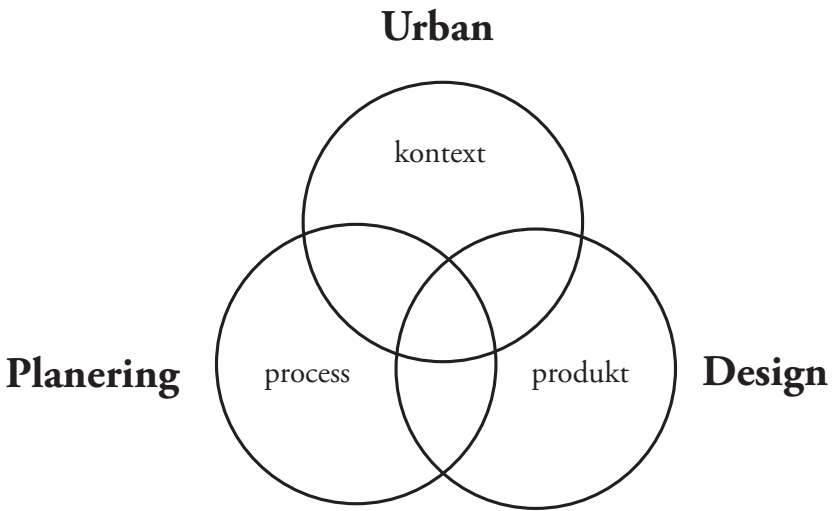 Urban
kontext
Planering
process
produkt
Design